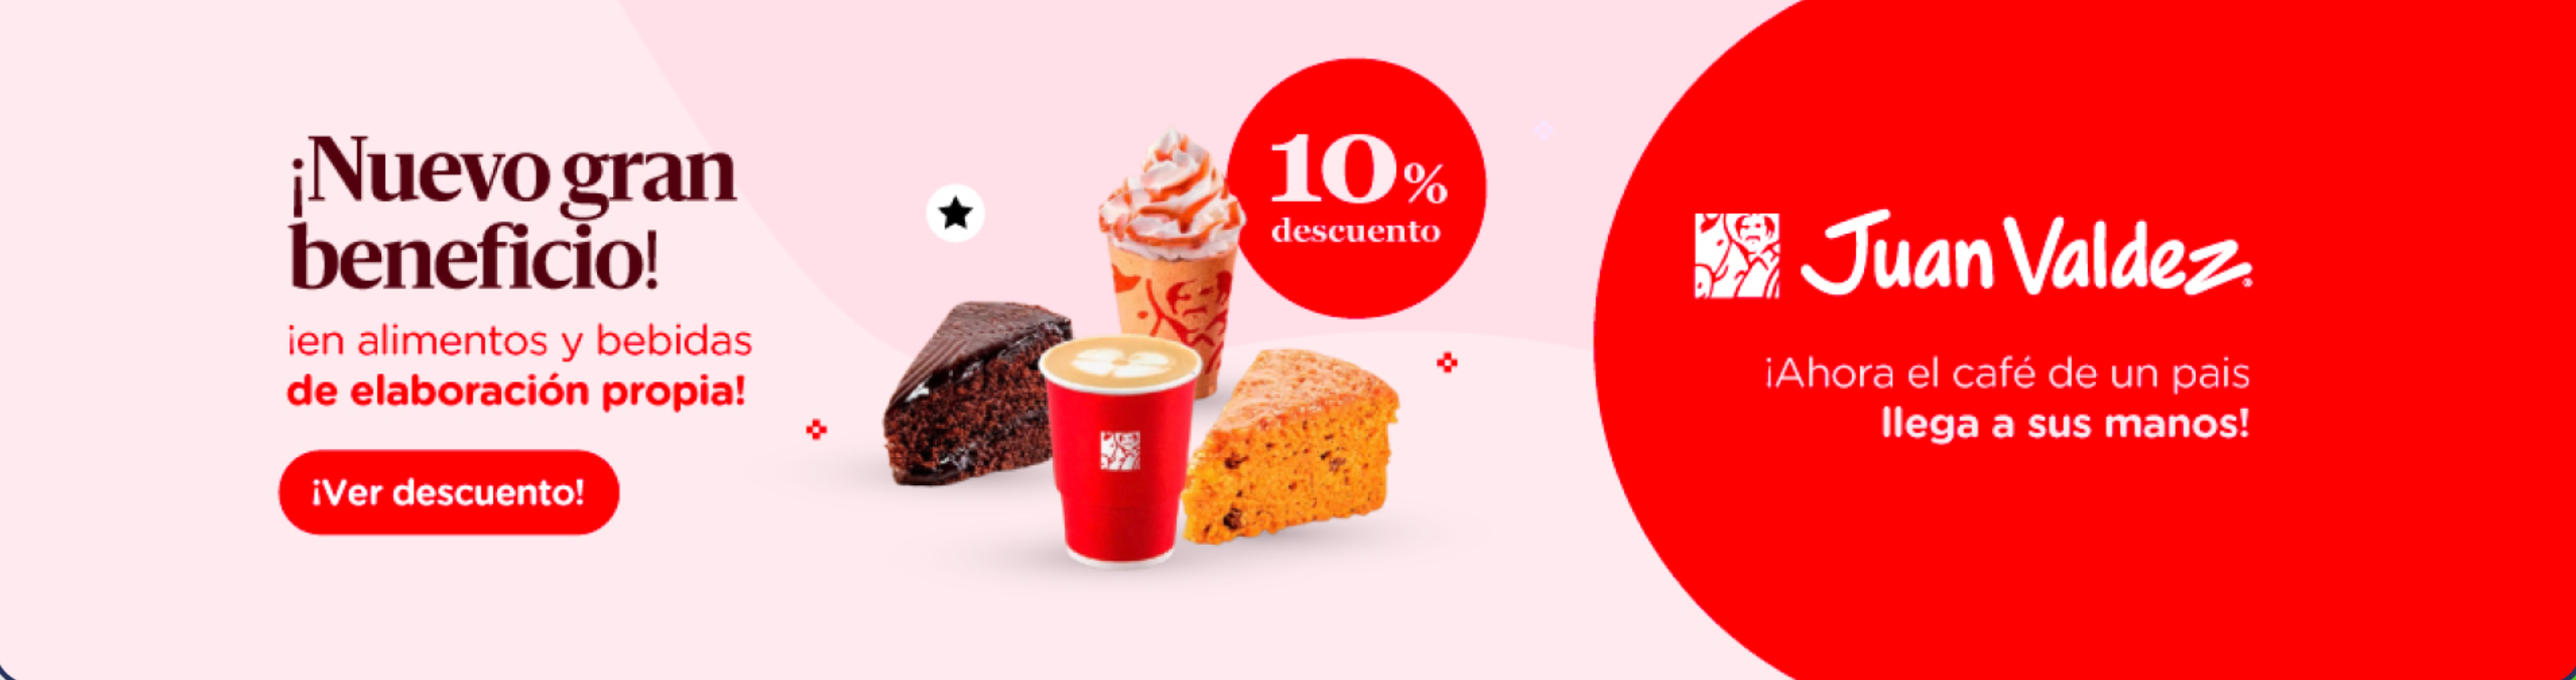 ¡Nuevo gran
beneficio!
¡en alimentos y bebidas
de elaboración propia!
¡Ver descuento!
10%
descuento
Juan Valdez®
¡Ahora el café de un pais
llega a sus manos!